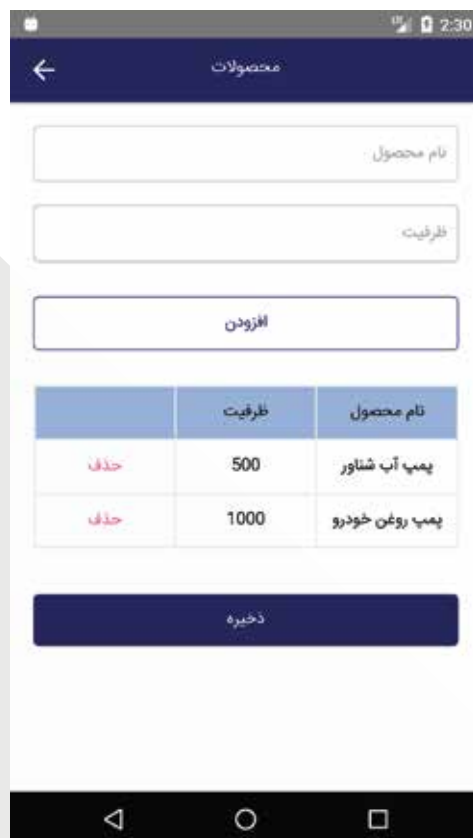 2:30
محصولات
نام محصول
ظرفیت
افزودن
نام محصول ظرفیت
پمپ آب شناور 500 حذف
پمپ روغن خودرو 1000 حذف
ذخیره